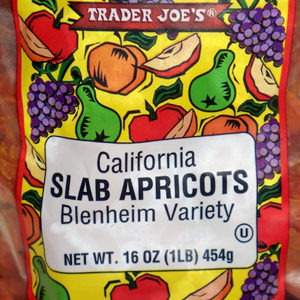 TRADER JOE'S®
California
SLAB APRICOTS
Blenheim Variety
U
NET WT. 16 OZ (1LB) 454g